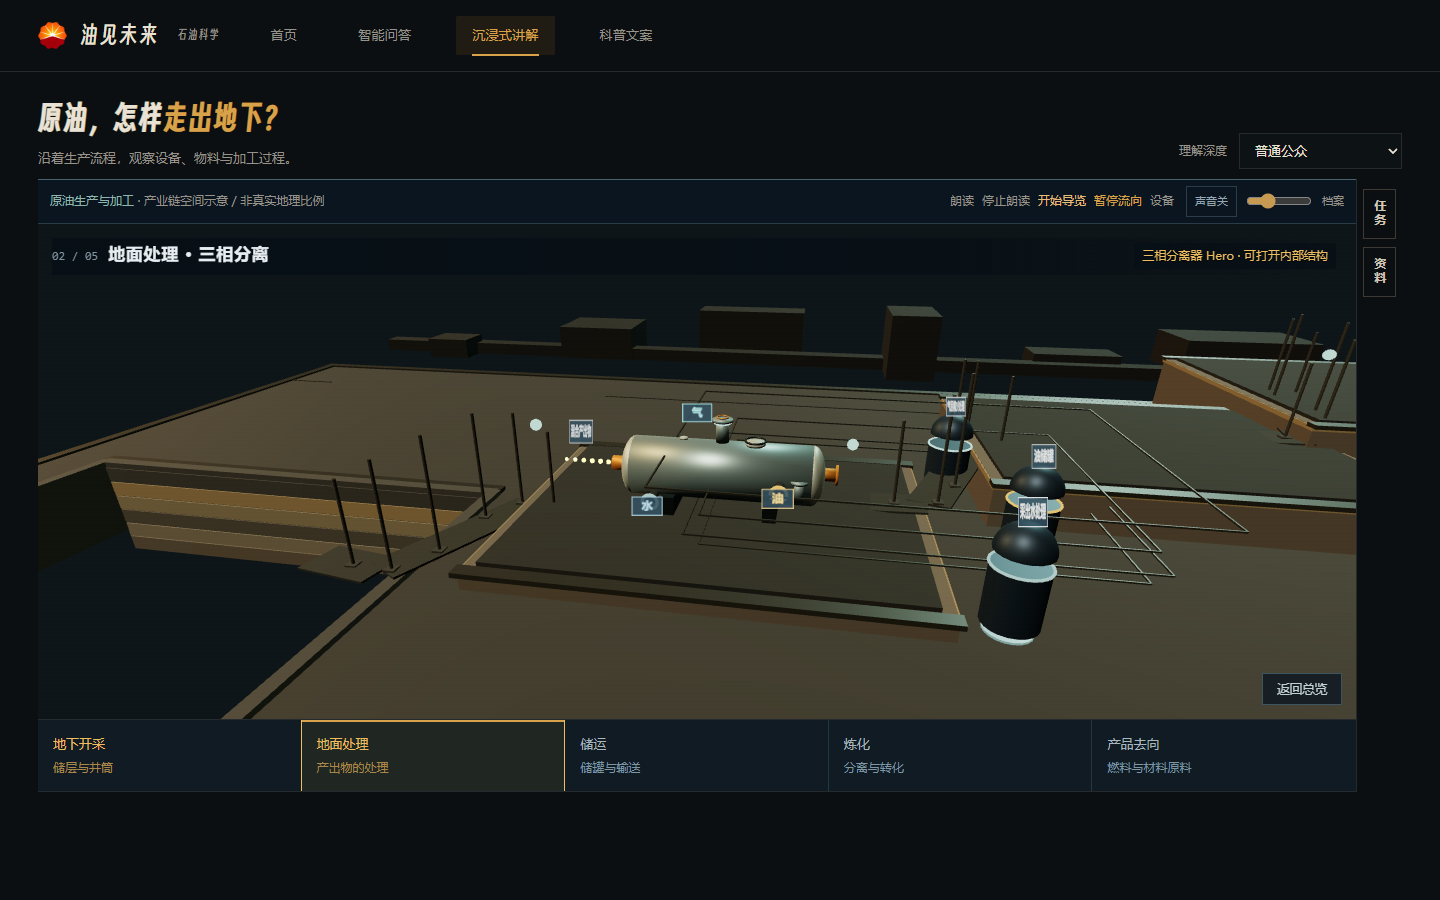 油见未来
石油科学
首页
智能问答
沉浸式讲解
科普文案
原油，怎样走出地下？
沿着生产流程，观察设备、物料与加工过程。
理解深度
普通公众
原油生产与加工 · 产业链空间示意 / 非真实地理比例
朗读 停止朗读 开始导览 暂停流向 设备 声音关 档案
任务
资料
02 / 05 地面处理 • 三相分离
三相分离器 Hero · 可打开内部结构
气
水
油
油储罐
采出水处理
返回总览
地下开采
储层与井筒
地面处理
产出物的处理
储运
储罐与输送
炼化
分离与转化
产品去向
燃料与材料原料